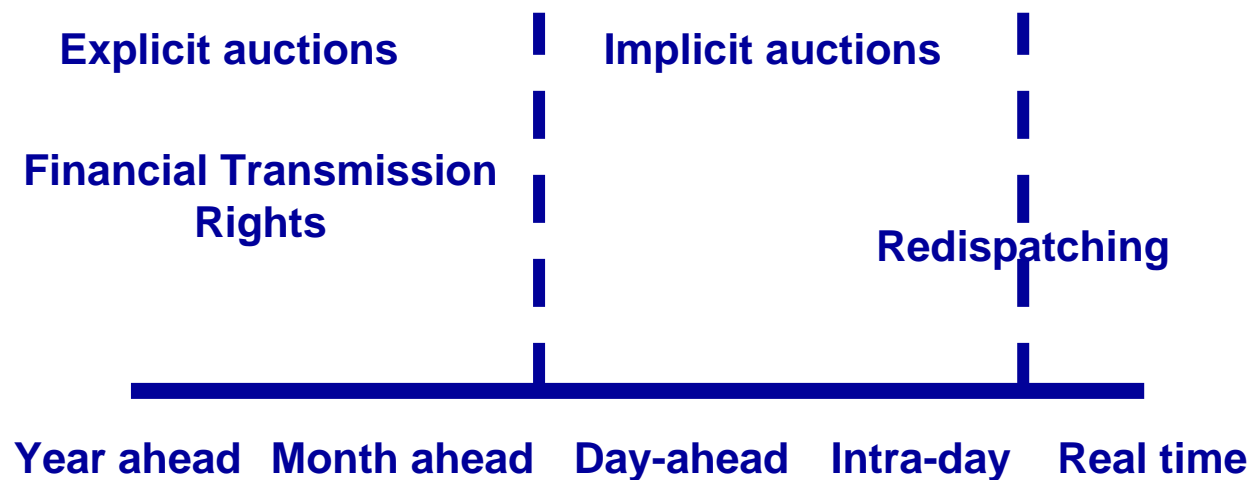 Explicit auctions
Implicit auctions
Financial Transmission
Rights
Redispatching
Year ahead
Month ahead
Day-ahead
Intra-day
Real time